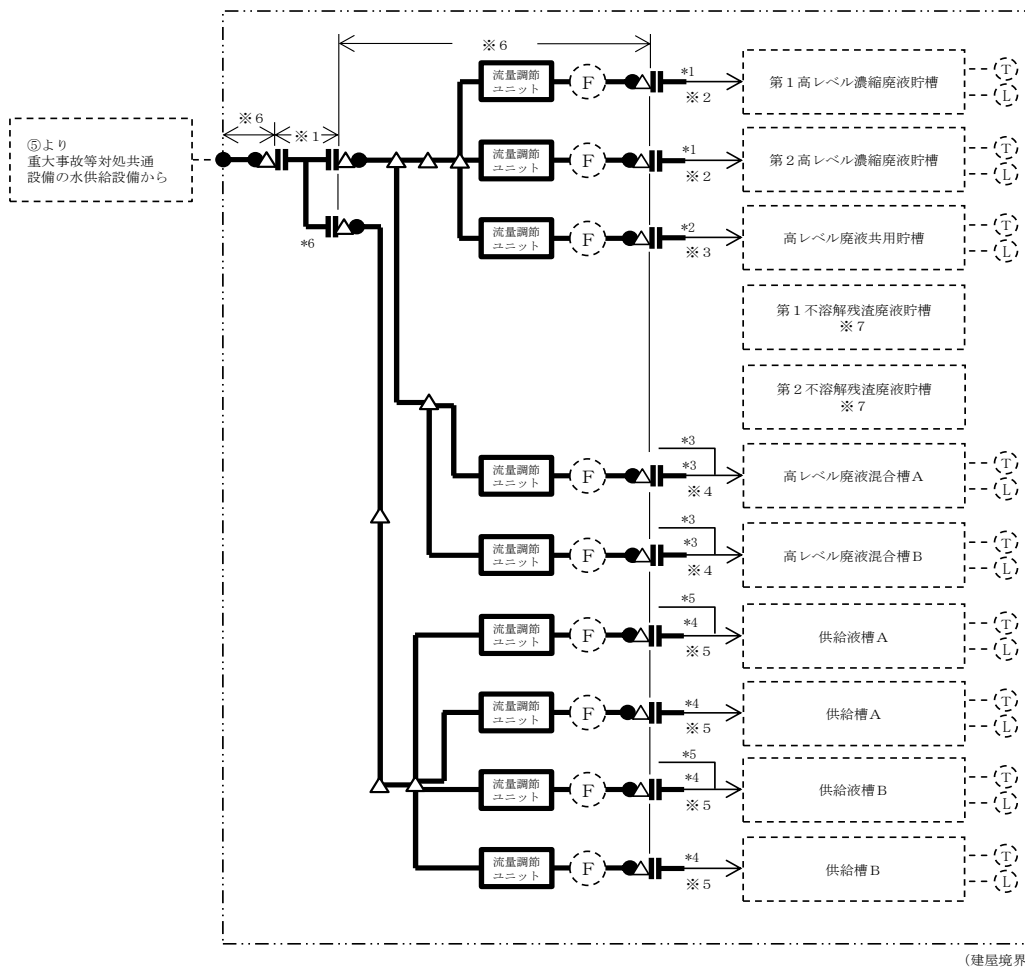 ※6
流量調節
ユニット
F
*1
※2
第1高レベル濃縮廃液貯槽
T
L
⑤より
重大事故等対処共通
設備の水供給設備から
※6
※1
流量調節
ユニット
F
*1
※2
第2高レベル濃縮廃液貯槽
T
L
*6
流量調節
ユニット
F
*2
※3
高レベル廃液共用貯槽
T
L
第1不溶解残渣廃液貯槽
※7
第2不溶解残渣廃液貯槽
※7
流量調節
ユニット
F
*3
*3
※4
高レベル廃液混合槽A
T
L
流量調節
ユニット
F
*3
*3
※4
高レベル廃液混合槽B
T
L
流量調節
ユニット
F
*5
*4
※5
供給液槽A
T
L
流量調節
ユニット
F
*4
※5
供給槽A
T
L
流量調節
ユニット
F
*5
*4
※5
供給液槽B
T
L
流量調節
ユニット
F
*4
※5
供給槽B
T
L
(建屋境界